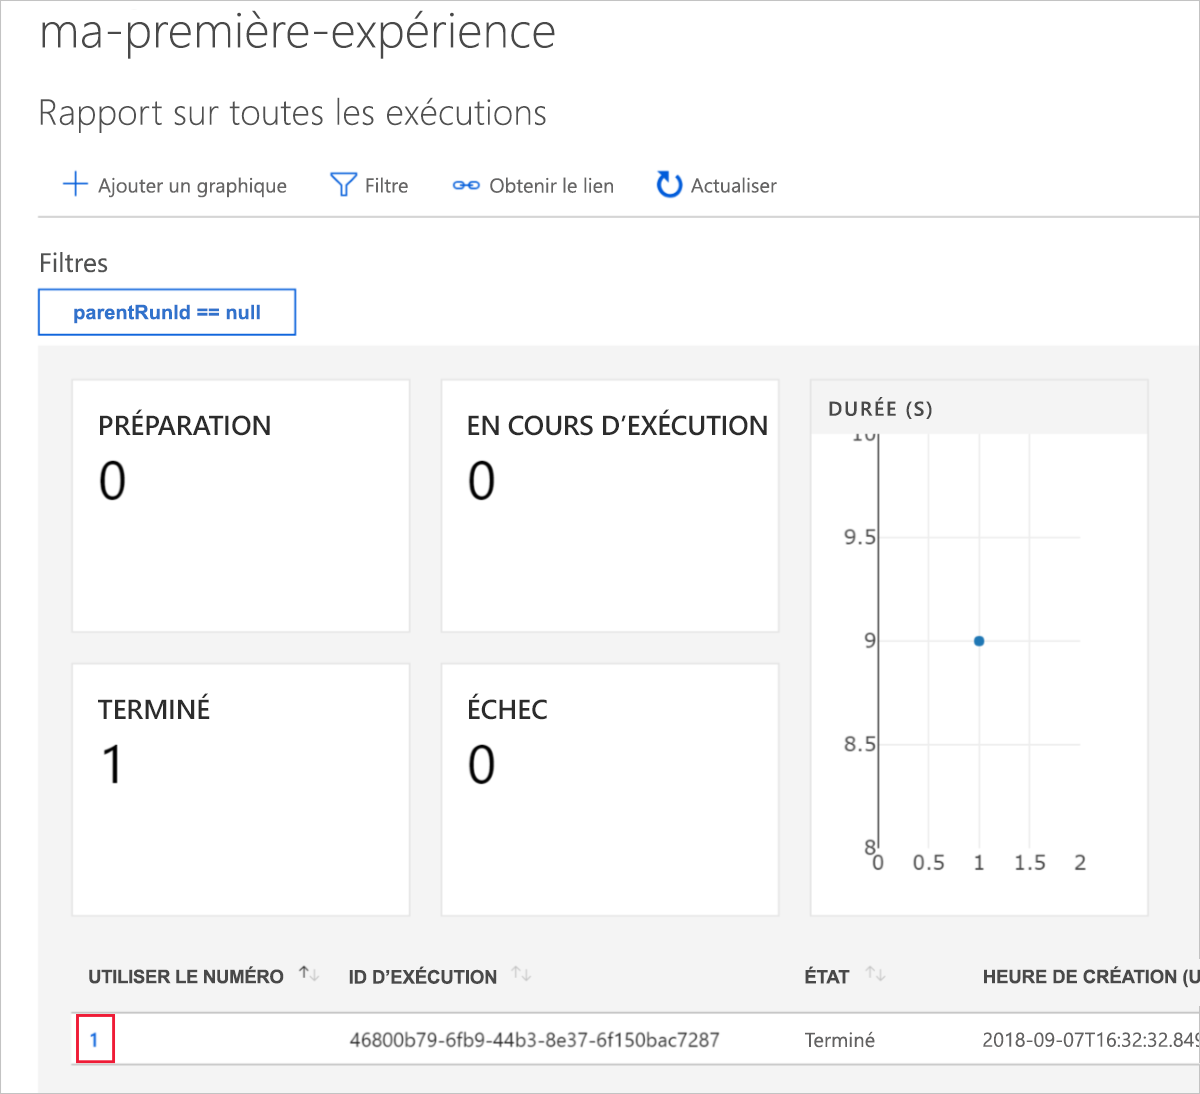 ma-première-expérience
Rapport sur toutes les exécutions
Ajouter un graphique Filtre Obtenir le lien Actualiser
Filtres
parentRunId == null
PRÉPARATION
0
EN COURS D’EXÉCUTION
0
DURÉE (S)
10
9.5
9
8.5
8
0 0.5 1 1.5 2
TERMINÉ
1
ÉCHEC
0
UTILISER LE NUMÉRO ID D’EXÉCUTION ÉTAT HEURE DE CRÉATION (U
1 46800b79-6fb9-44b3-8e37-6f150bac7287 Terminé 2018-09-07T16:32:32.849